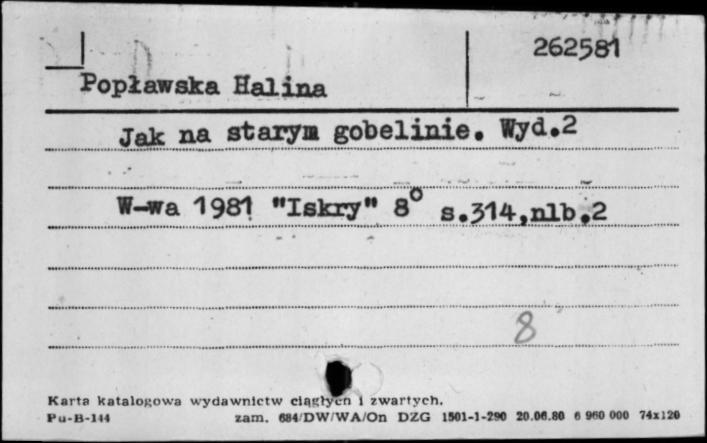 262581
Popławska Halina
Jak na starym gobelinie. Wyd.2
W-wa 1981 "Iskry" 8° s.314,nlb.2
8
Karta katalogowa wydawnictw ciągłych i zwartych.
Pu-B-144 zam. 684/DW/WA/On DZG 1501-1-290 20.06.80 6 960 000 74x120